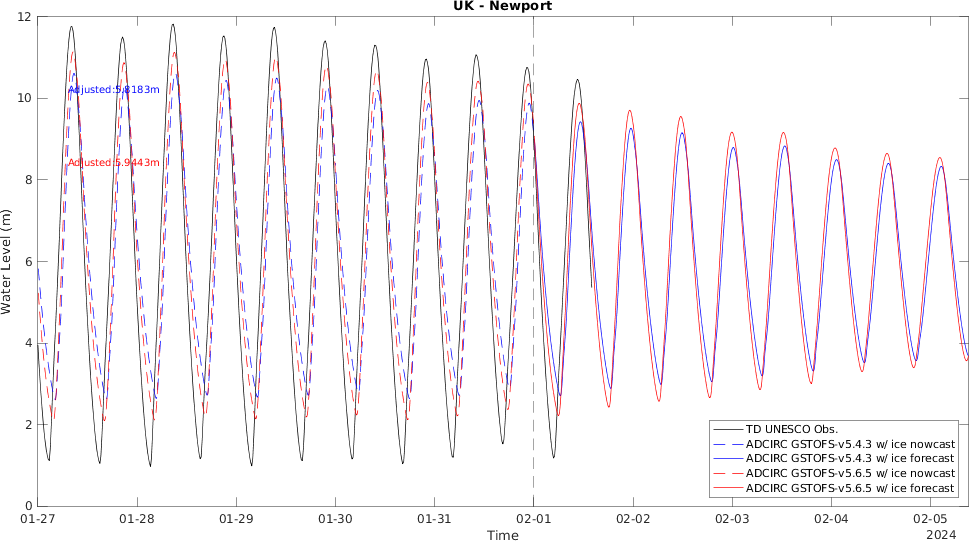 UK - Newport
12
10
8
6
4
2
0
Water Level (m)
Adjusted:5.8183m
Adjusted:5.9443m
01-27
01-28
01-29
01-30
01-31
02-01
02-02
02-03
02-04
02-05
Time
2024
TD UNESCO Obs.
ADCIRC GSTOFS-v5.4.3 w/ ice nowcast
ADCIRC GSTOFS-v5.4.3 w/ ice forecast
ADCIRC GSTOFS-v5.6.5 w/ ice nowcast
ADCIRC GSTOFS-v5.6.5 w/ ice forecast